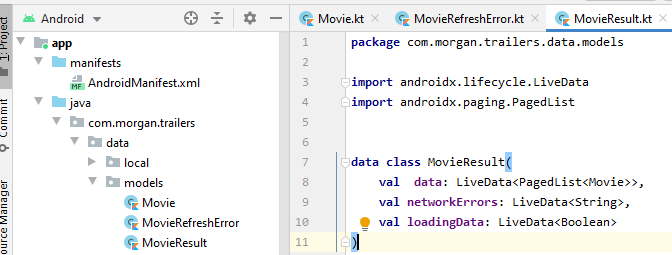 Android
Movie.kt
MovieRefreshError.kt
MovieResult.kt
1: Project
Commit
app
manifests
AndroidManifest.xml
java
com.morgan.trailers
data
local
models
Movie
MovieRefreshError
MovieResult
1 package com.morgan.trailers.data.models
2
3 import androidx.lifecycle.LiveData
4 import androidx.paging.PagedList
5
6
7 data class MovieResult(
8 val  data: LiveData<PagedList<Movie>>,
9 val networkErrors: LiveData<String>,
10 val loadingData: LiveData<Boolean>
11 )